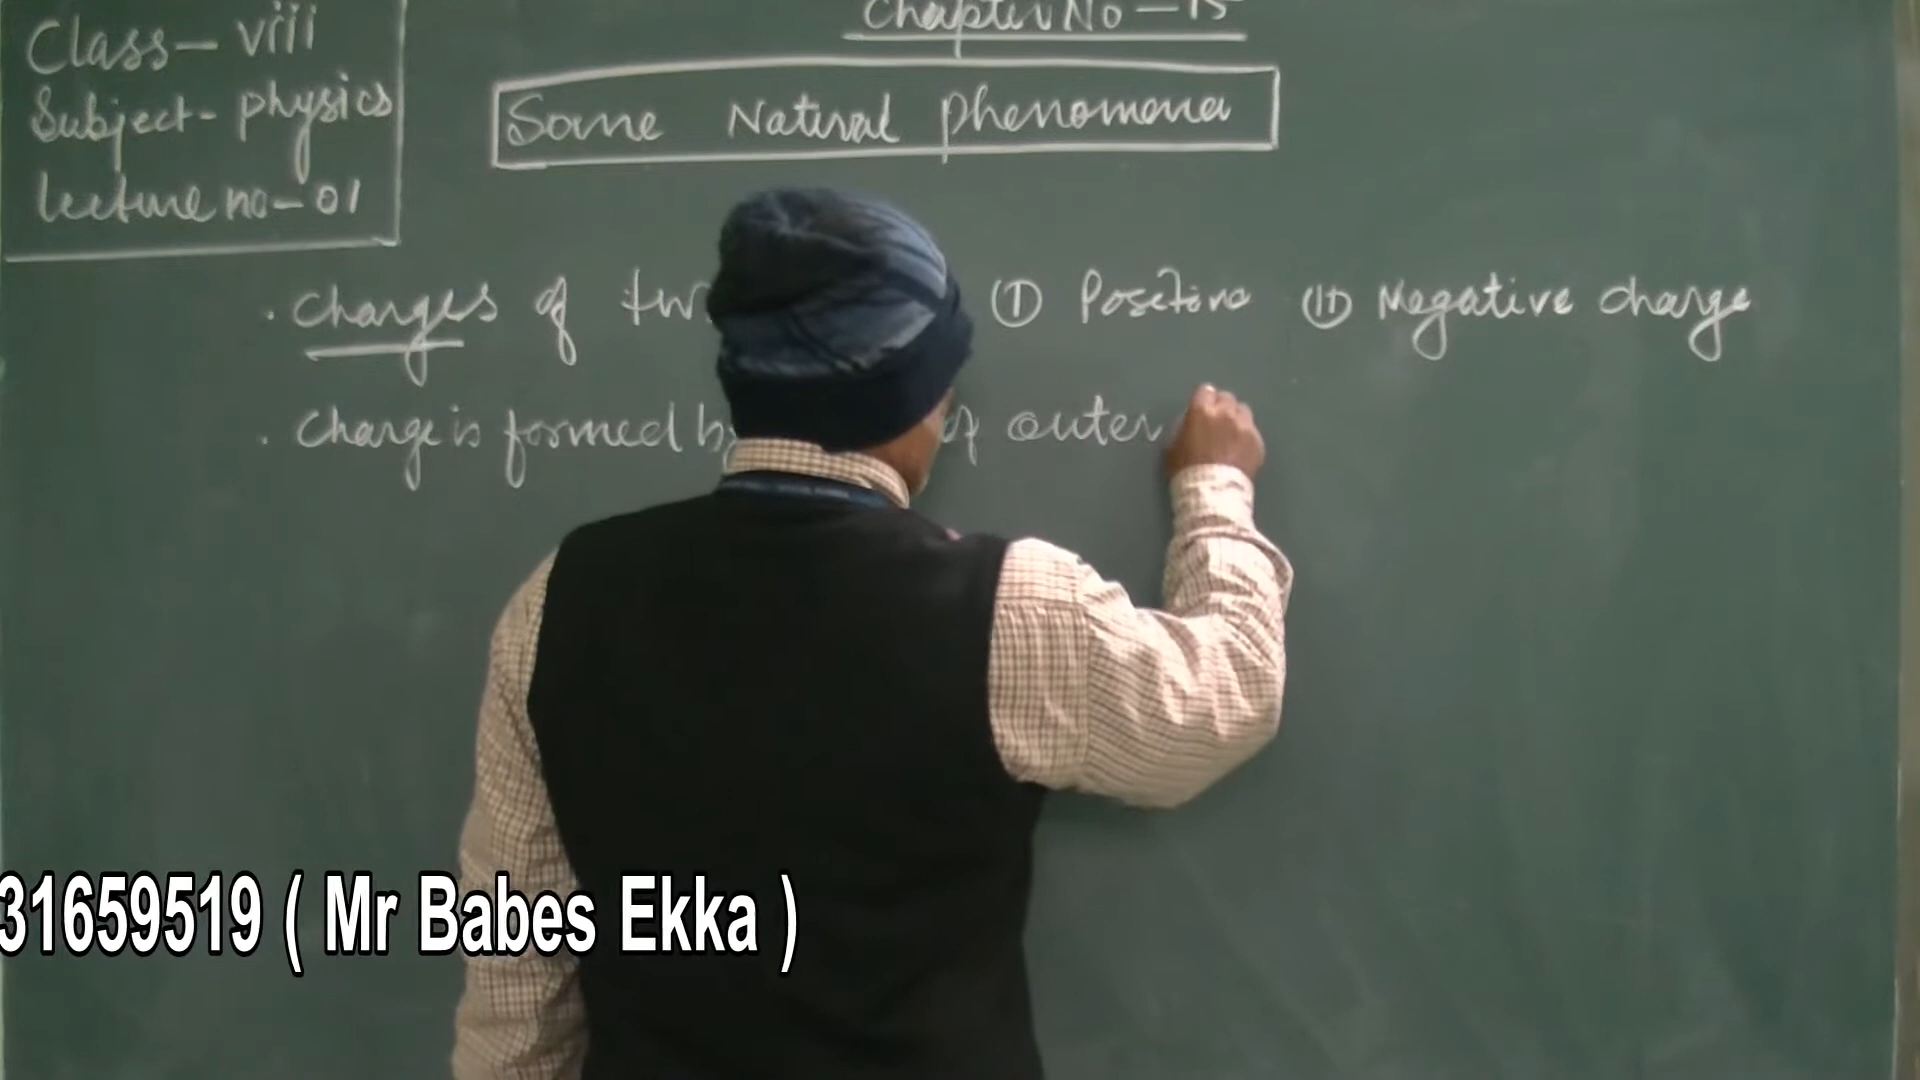 Class - viii
Subject - physics
Lecture no - 01
Chapter No - 15
Some Natural Phenomena
. Charges of (I) Positive (II) Negative charge
. Charge is formed of outer
31659519 ( Mr Babes Ekka )